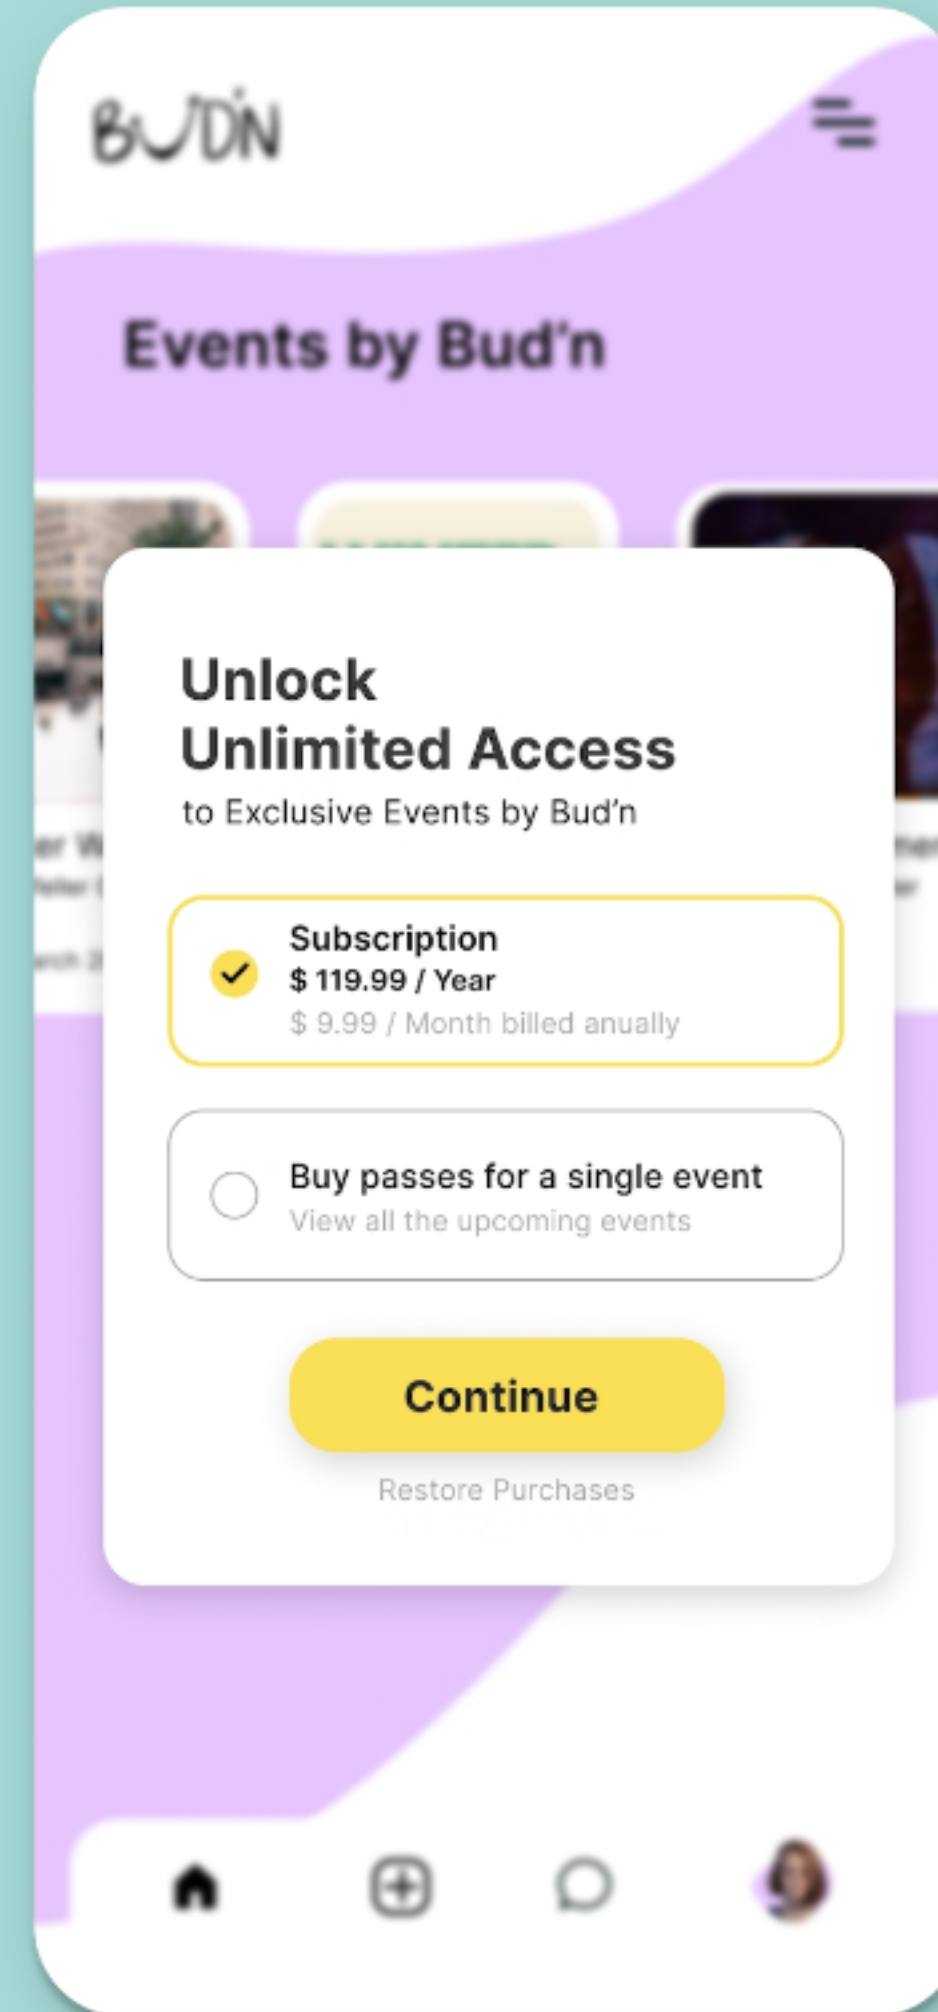 BUD'N
Events by Bud’n
Unlock
Unlimited Access
to Exclusive Events by Bud’n
Subscription
$ 119.99 / Year
$ 9.99 / Month billed anually
Buy passes for a single event
View all the upcoming events
Continue
Restore Purchases